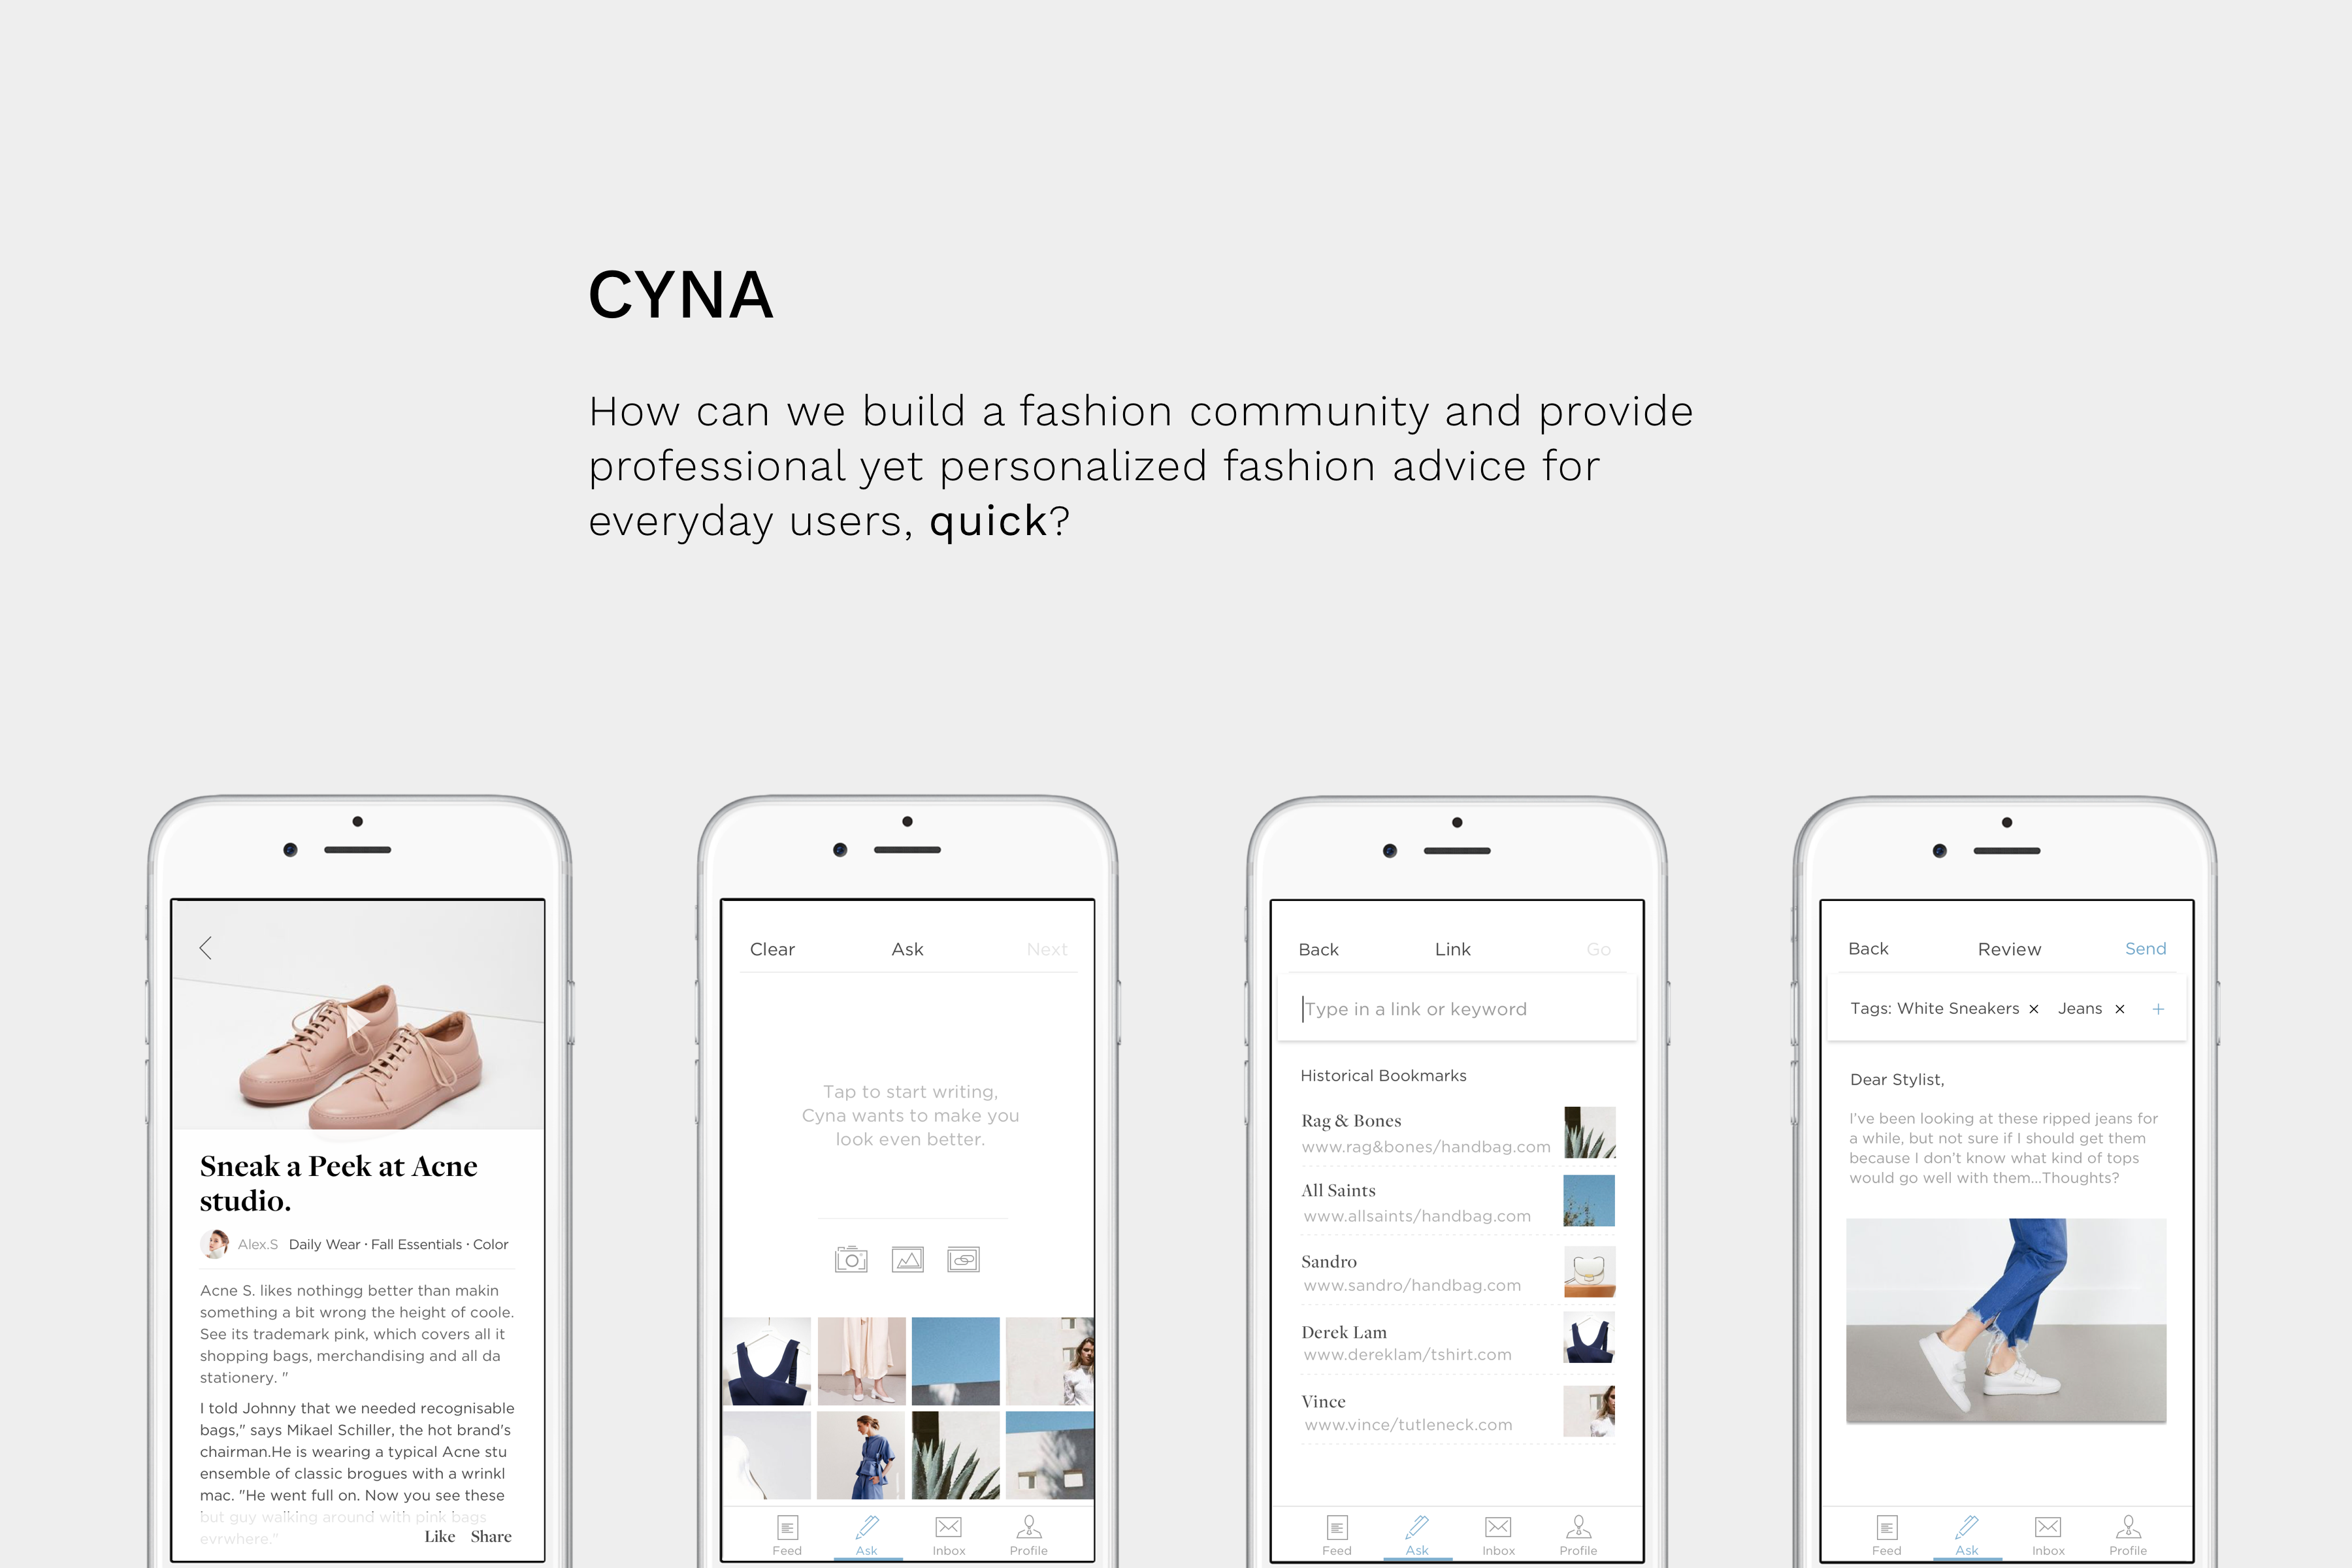 CYNA
How can we build a fashion community and provide
professional yet personalized fashion advice for
everyday users, quick?
Sneak a Peek at Acne
studio.
Alex.S Daily Wear · Fall Essentials · Color
Acne S. likes nothingg better than makin
something a bit wrong the height of coole.
See its trademark pink, which covers all it
shopping bags, merchandising and all da
stationery. "
I told Johnny that we needed recognisable
bags," says Mikael Schiller, the hot brand's
chairman.He is wearing a typical Acne stu
ensemble of classic brogues with a wrinkl
mac. "He went full on. Now you see these
but guy walking around with pink bags
evrwhere."
Like Share
Clear Ask Next
Tap to start writing,
Cyna wants to make you
look even better.
Feed Ask Inbox Profile
Back Link Go
Type in a link or keyword
Historical Bookmarks
Rag & Bones
www.rag&bones/handbag.com
All Saints
www.allsaints/handbag.com
Sandro
www.sandro/handbag.com
Derek Lam
www.dereklam/tshirt.com
Vince
www.vince/tutleneck.com
Feed Ask Inbox Profile
Back Review Send
Tags: White Sneakers × Jeans × +
Dear Stylist,
I've been looking at these ripped jeans for
a while, but not sure if I should get them
because I don't know what kind of tops
would go well with them...Thoughts?
Feed Ask Inbox Profile